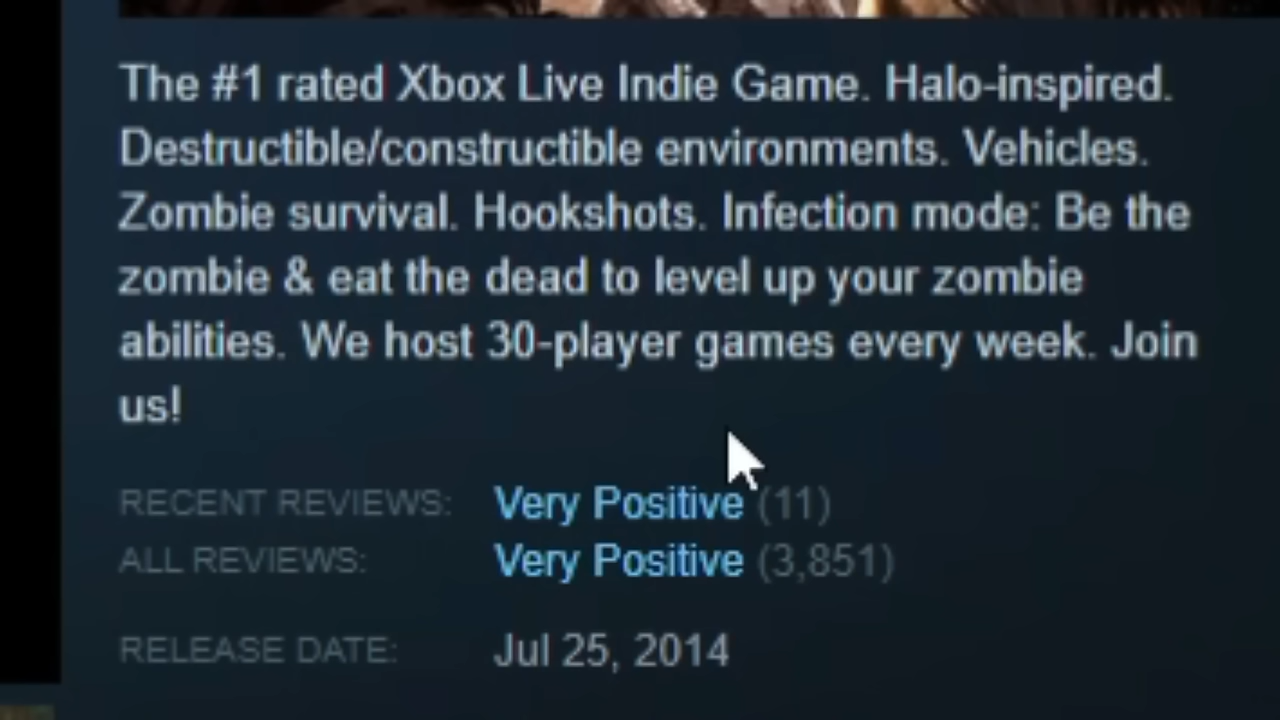 The #1 rated Xbox Live Indie Game. Halo-inspired.
Destructible/constructible environments. Vehicles.
Zombie survival. Hookshots. Infection mode: Be the
zombie & eat the dead to level up your zombie
abilities. We host 30-player games every week. Join
us!
RECENT REVIEWS: Very Positive (11)
ALL REVIEWS: Very Positive (3,851)
RELEASE DATE: Jul 25, 2014